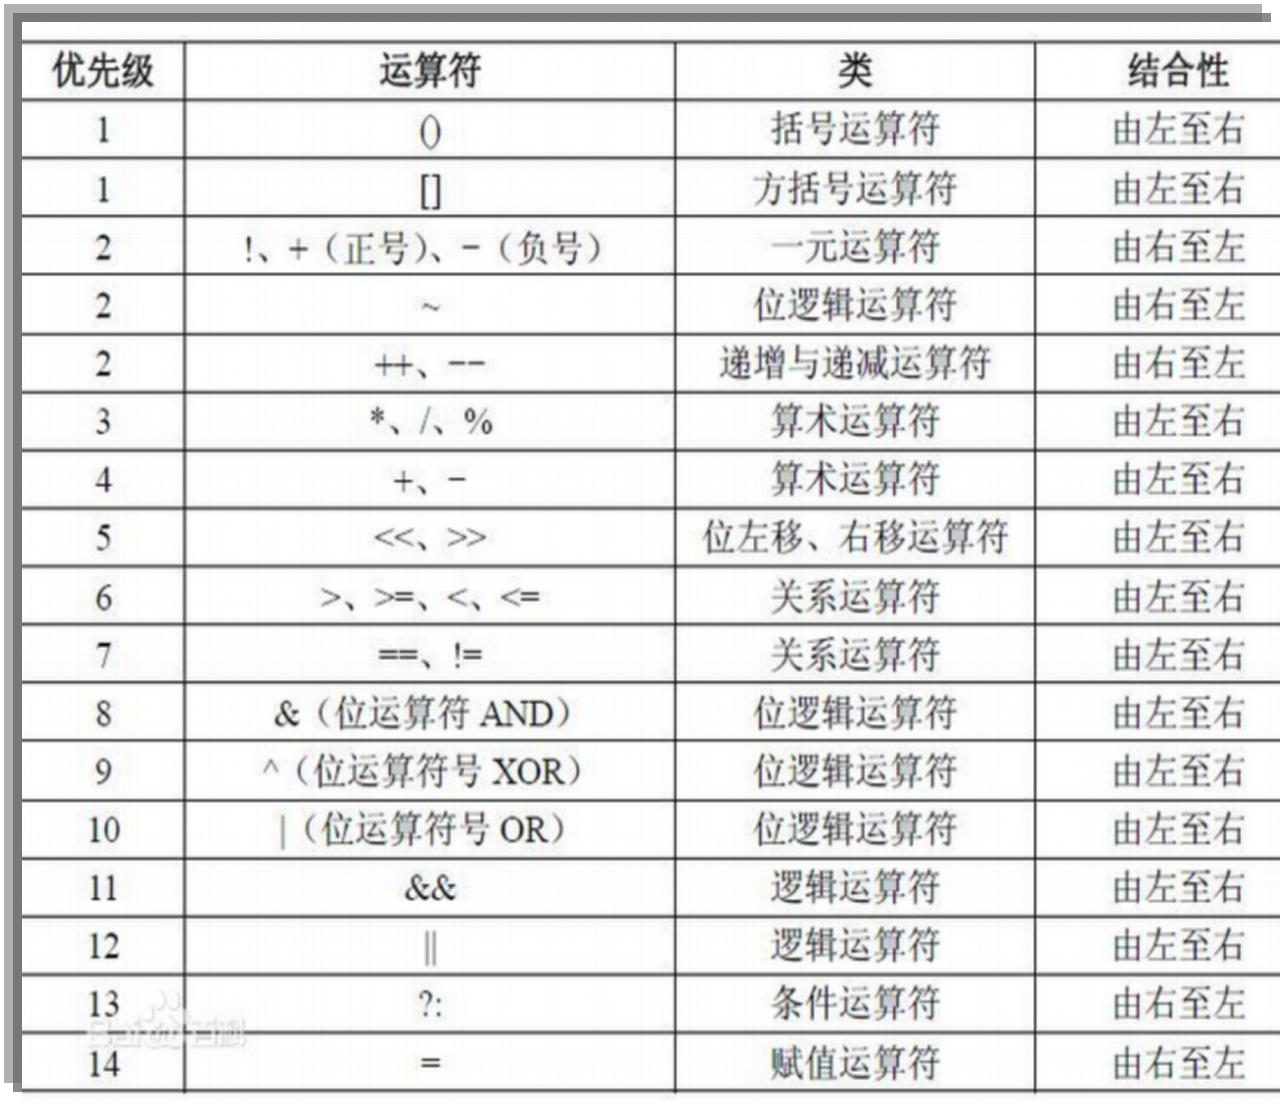 优先级 运算符 类 结合性
1 () 括号运算符 由左至右
1 [] 方括号运算符 由左至右
2 !、+（正号）、−（负号） 一元运算符 由右至左
2 ~ 位逻辑运算符 由右至左
2 ++、−− 递增与递减运算符 由右至左
3 *、/、% 算术运算符 由左至右
4 +、− 算术运算符 由左至右
5 <<、>> 位左移、右移运算符 由左至右
6 >、>=、<、<= 关系运算符 由左至右
7 ==、!= 关系运算符 由左至右
8 &（位运算符 AND） 位逻辑运算符 由左至右
9 ^（位运算符号 XOR） 位逻辑运算符 由左至右
10 |（位运算符号 OR） 位逻辑运算符 由左至右
11 && 逻辑运算符 由左至右
12 || 逻辑运算符 由左至右
13 ?: 条件运算符 由右至左
Baidu百科
14 = 赋值运算符 由右至左